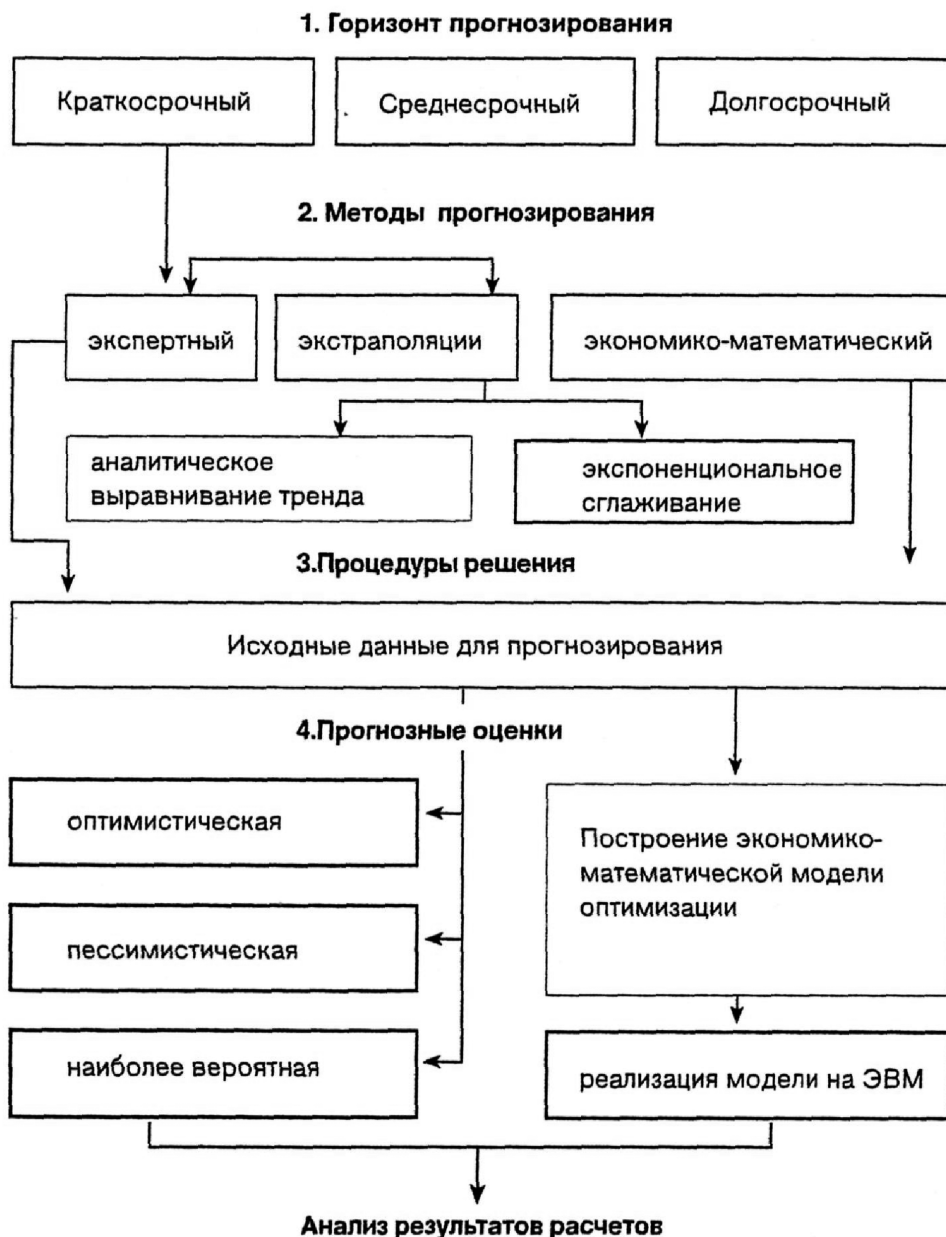 1. Горизонт прогнозирования
Краткосрочный
Среднесрочный
Долгосрочный
2. Методы прогнозирования
экспертный
экстраполяции
экономико-математический
аналитическое
выравнивание тренда
экспоненциональное
сглаживание
3.Процедуры решения
Исходные данные для прогнозирования
4.Прогнозные оценки
оптимистическая
Построение экономико-
математической модели
оптимизации
пессимистическая
наиболее вероятная
реализация модели на ЭВМ
Анализ результатов расчетов